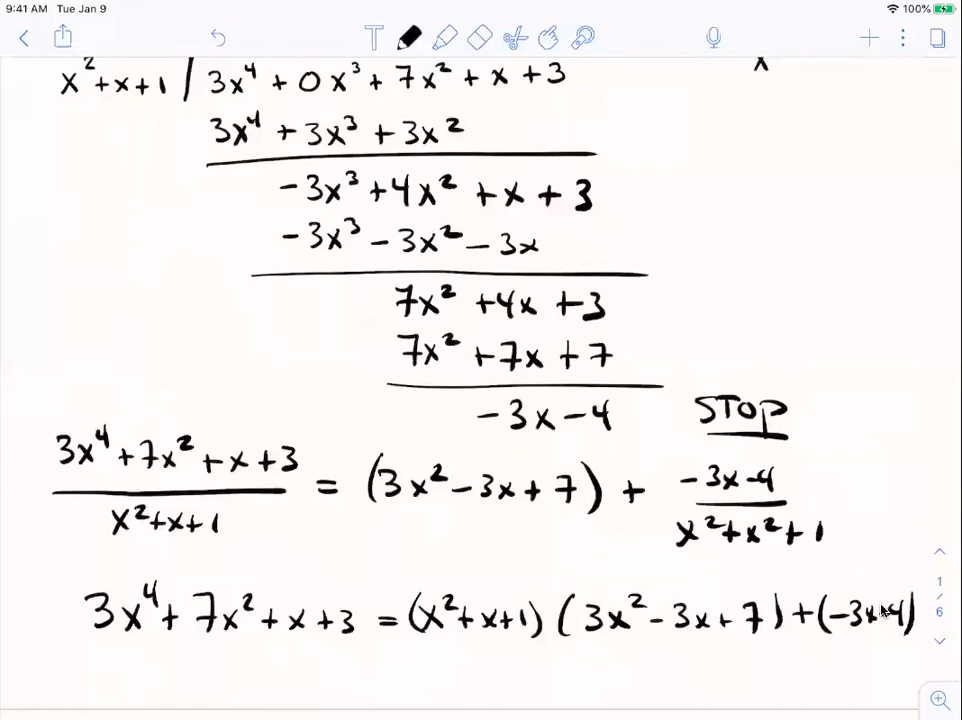 9:41 AM Tue Jan 9 100%
x²+x+1 / 3x⁴ + 0x³ + 7x² + x + 3
3x⁴ + 3x³ + 3x²
-3x³ + 4x² + x + 3
-3x³ - 3x² - 3x
7x² + 4x + 3
7x² + 7x + 7
-3x - 4
STOP
(3x⁴ + 7x² + x + 3)/(x² + x + 1) = (3x² - 3x + 7) + (-3x - 4)/(x² + x² + 1)
3x⁴ + 7x² + x + 3 = (x² + x + 1)(3x² - 3x + 7) + (-3x-4)
1
/
6